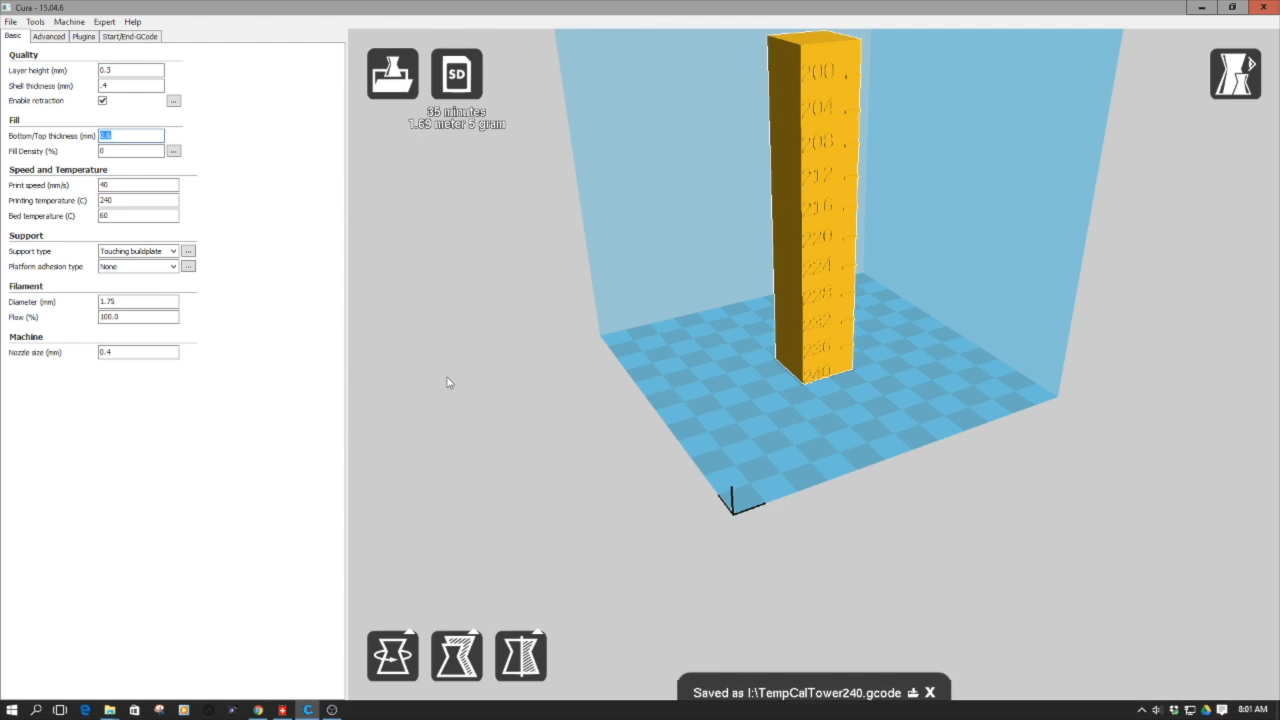 Cura - 15.04.6
File Tools Machine Expert Help
Basic Advanced Plugins Start/End-GCode
Quality
Layer height (mm) 0.3
Shell thickness (mm) .4
Enable retraction ...
Fill
Bottom/Top thickness (mm) 0.6
Fill Density (%) 0 ...
Speed and Temperature
Print speed (mm/s) 40
Printing temperature (C) 240
Bed temperature (C) 60
Support
Support type Touching buildplate ...
Platform adhesion type None ...
Filament
Diameter (mm) 1.75
Flow (%) 100.0
Machine
Nozzle size (mm) 0.4
SD
35 minutes
1.69 meter 5 gram
200
204
208
212
216
220
224
228
232
236
240
Saved as I:\TempCalTower240.gcode X
8:01 AM